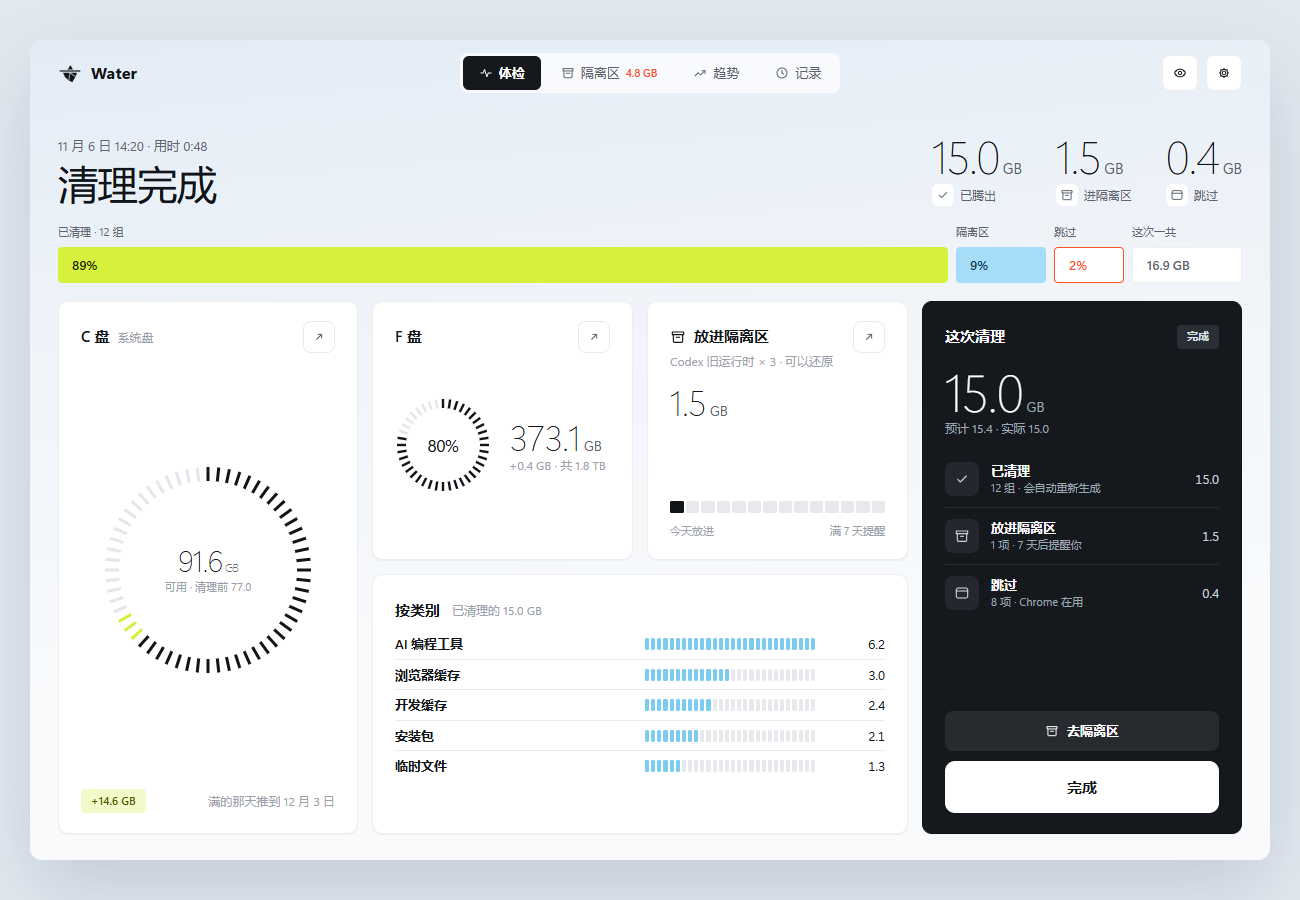 Water
体检
隔离区 4.8 GB
趋势
记录
11 月 6 日 14:20 · 用时 0:48
清理完成
15.0 GB
已腾出
1.5 GB
进隔离区
0.4 GB
跳过
已清理 · 12 组
隔离区
跳过
这次一共
89%
9%
2%
16.9 GB
C 盘 系统盘
91.6 GB
可用 · 清理前 77.0
+14.6 GB
满的那天推到 12 月 3 日
F 盘
80%
373.1 GB
+0.4 GB · 共 1.8 TB
放进隔离区
Codex 旧运行时 × 3 · 可以还原
1.5 GB
今天放进
满 7 天提醒
按类别 已清理的 15.0 GB
AI 编程工具 6.2
浏览器缓存 3.0
开发缓存 2.4
安装包 2.1
临时文件 1.3
这次清理
完成
15.0 GB
预计 15.4 · 实际 15.0
已清理
12 组 · 会自动重新生成
15.0
放进隔离区
1 项 · 7 天后提醒你
1.5
跳过
8 项 · Chrome 在用
0.4
去隔离区
完成